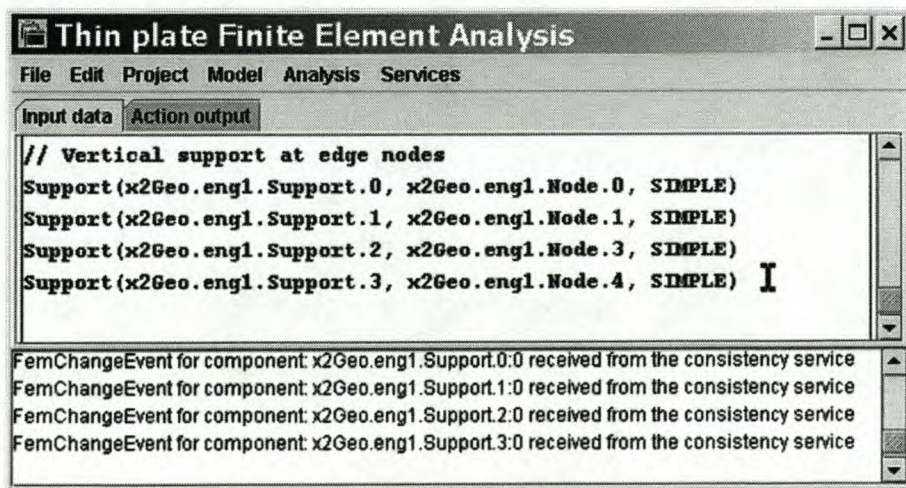 Thin plate Finite Element Analysis
File Edit Project Model Analysis Services
Input data Action output
// Vertical support at edge nodes
Support(x2Geo.eng1.Support.0, x2Geo.eng1.Node.0, SIMPLE)
Support(x2Geo.eng1.Support.1, x2Geo.eng1.Node.1, SIMPLE)
Support(x2Geo.eng1.Support.2, x2Geo.eng1.Node.3, SIMPLE)
Support(x2Geo.eng1.Support.3, x2Geo.eng1.Node.4, SIMPLE)
FemChangeEvent for component: x2Geo.eng1.Support.0:0 received from the consistency service
FemChangeEvent for component: x2Geo.eng1.Support.1:0 received from the consistency service
FemChangeEvent for component: x2Geo.eng1.Support.2:0 received from the consistency service
FemChangeEvent for component: x2Geo.eng1.Support.3:0 received from the consistency service